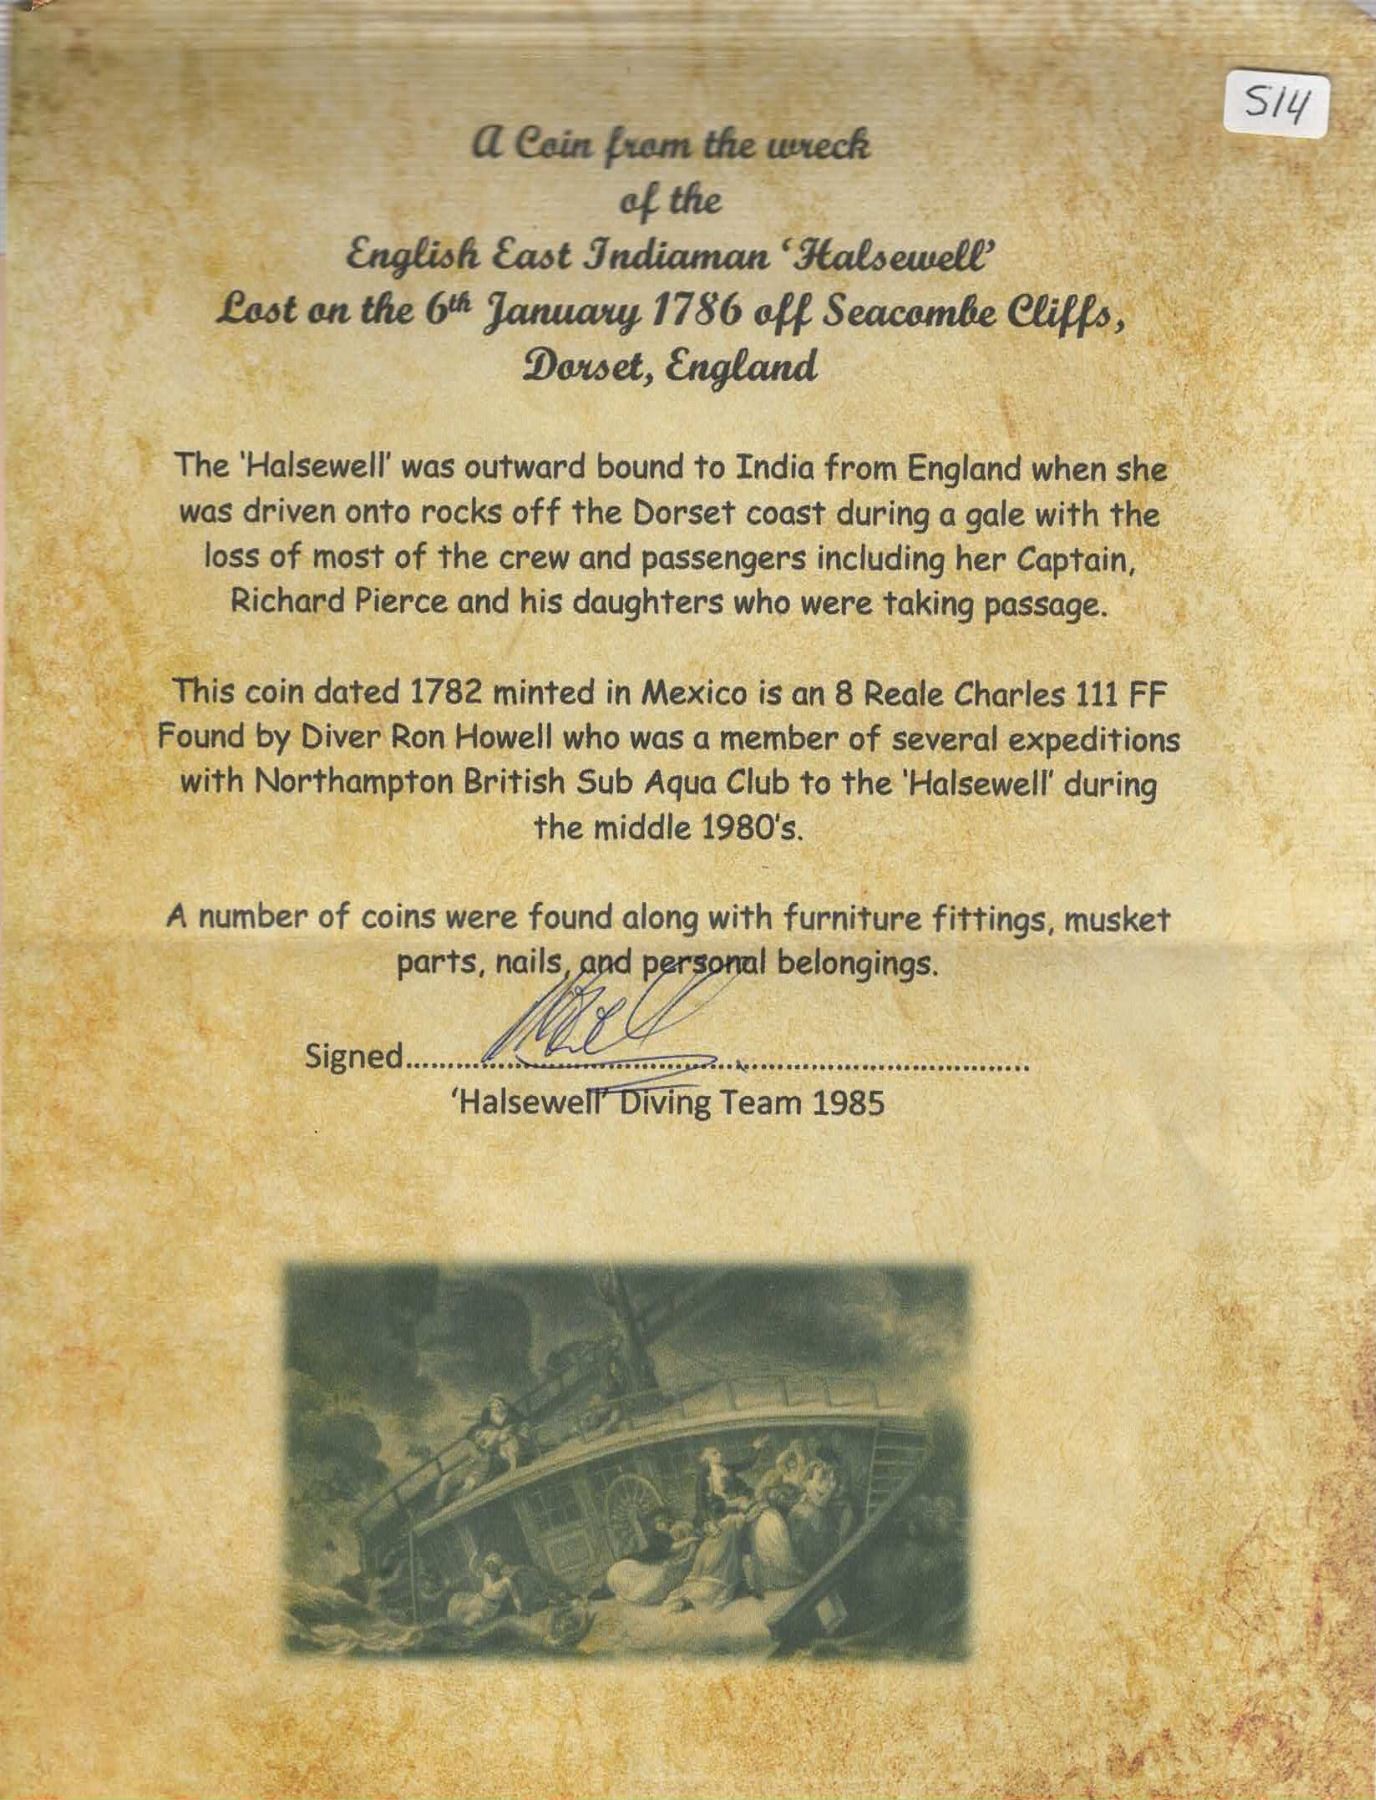 S14
A Coin from the wreck
of the
English East Indiaman ‘Halsewell’
Lost on the 6th January 1786 off Seacombe Cliffs,
Dorset, England
The 'Halsewell' was outward bound to India from England when she
was driven onto rocks off the Dorset coast during a gale with the
loss of most of the crew and passengers including her Captain,
Richard Pierce and his daughters who were taking passage.
This coin dated 1782 minted in Mexico is an 8 Reale Charles 111 FF
Found by Diver Ron Howell who was a member of several expeditions
with Northampton British Sub Aqua Club to the 'Halsewell' during
the middle 1980's.
A number of coins were found along with furniture fittings, musket
parts, nails, and personal belongings.
Signed............................................................
‘Halsewell’ Diving Team 1985